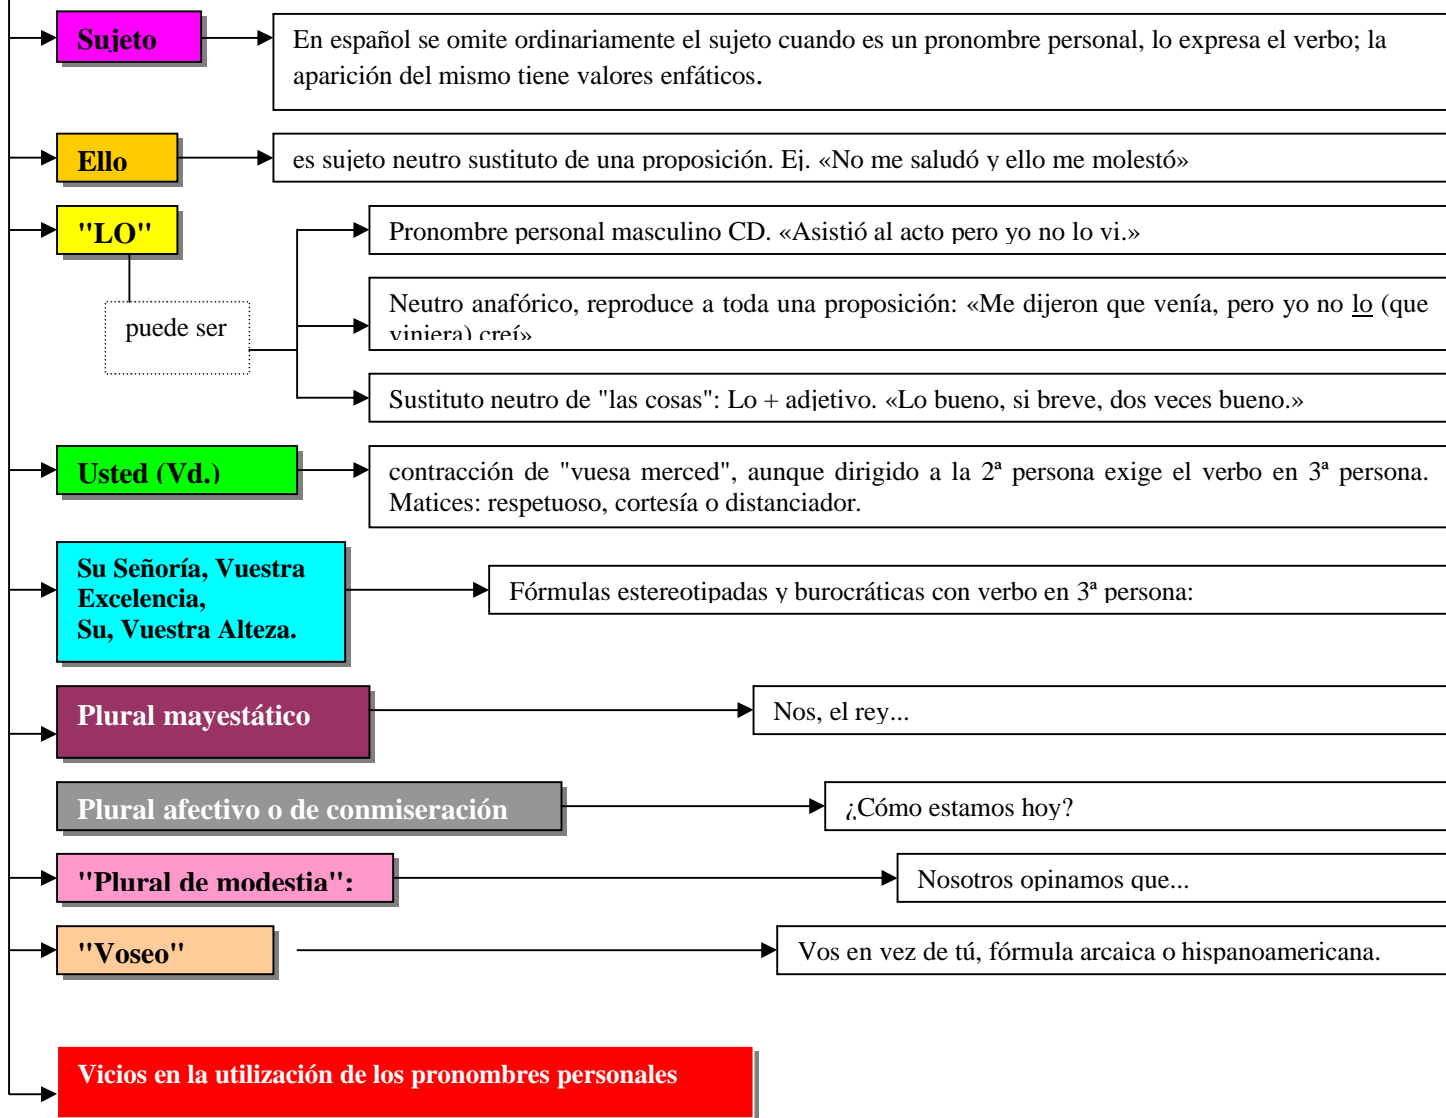 Sujeto
En español se omite ordinariamente el sujeto cuando es un pronombre personal, lo expresa el verbo; la
aparición del mismo tiene valores enfáticos.
Ello
es sujeto neutro sustituto de una proposición. Ej. «No me saludó y ello me molestó»
"LO"
Pronombre personal masculino CD. «Asistió al acto pero yo no lo vi.»
Neutro anafórico, reproduce a toda una proposición: «Me dijeron que venía, pero yo no lo (que
viniera) creí»
puede ser
Sustituto neutro de "las cosas": Lo + adjetivo. «Lo bueno, si breve, dos veces bueno.»
Usted (Vd.)
contracción de "vuesa merced", aunque dirigido a la 2ª persona exige el verbo en 3ª persona.
Matices: respetuoso, cortesía o distanciador.
Su Señoría, Vuestra
Excelencia,
Su, Vuestra Alteza.
Fórmulas estereotipadas y burocráticas con verbo en 3ª persona:
Plural mayestático
Nos, el rey...
Plural afectivo o de conmiseración
¿Cómo estamos hoy?
"Plural de modestia":
Nosotros opinamos que...
"Voseo"
Vos en vez de tú, fórmula arcaica o hispanoamericana.
Vicios en la utilización de los pronombres personales